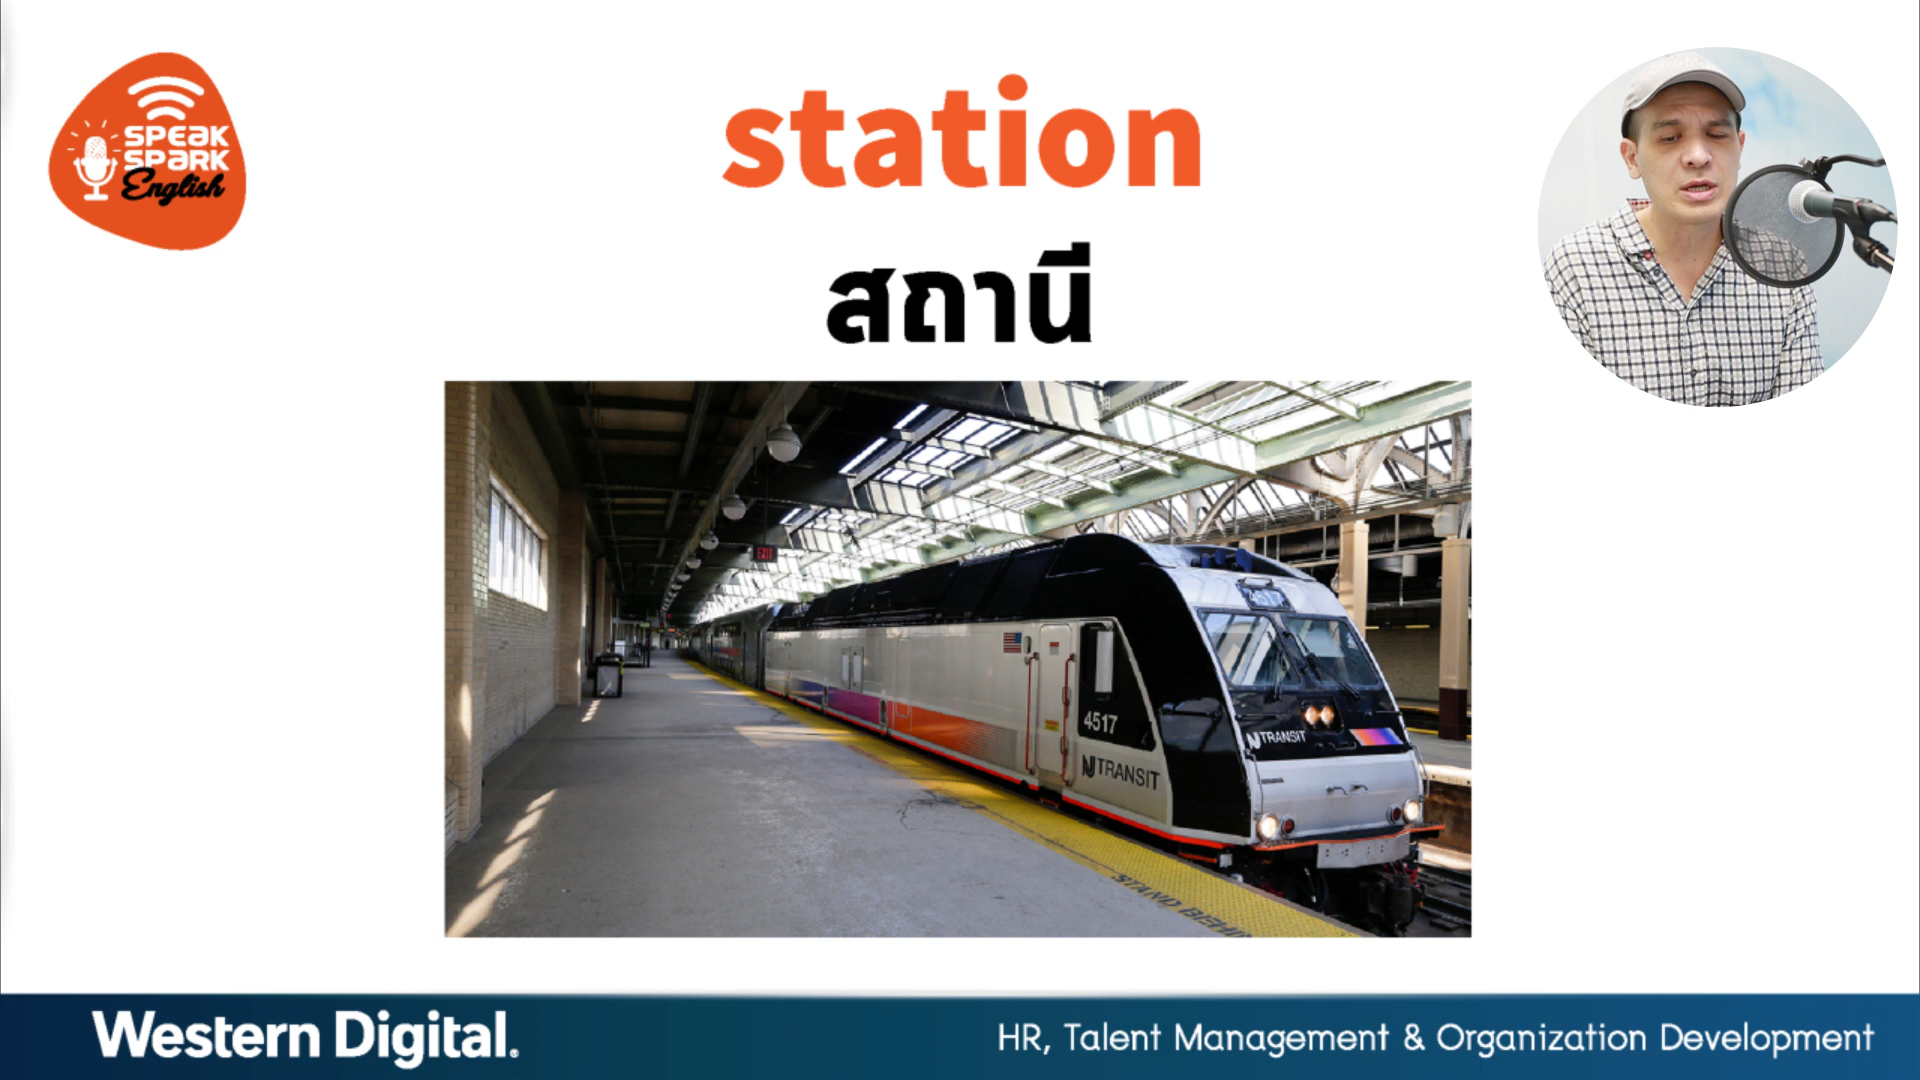 SPEAK
SPARK
English
station
สถานี
EXIT
4517
4517
NJ TRANSIT
NJ TRANSIT
Western Digital.
HR, Talent Management & Organization Development